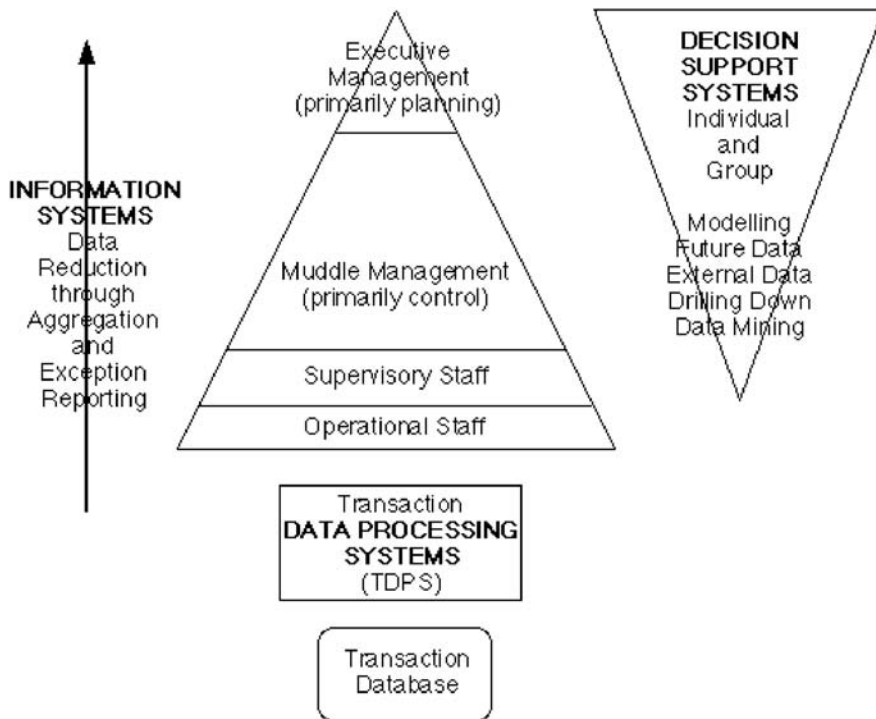 INFORMATION
SYSTEMS
Data
Reduction
through
Aggregation
and
Exception
Reporting
Executive
Management
(primarily planning)
Muddle Management
(primarily control)
Supervisory Staff
Operational Staff
Transaction
DATA PROCESSING
SYSTEMS
(TDPS)
Transaction
Database
DECISION
SUPPORT
SYSTEMS
Individual
and
Group
Modelling
Future Data
External Data
Drilling Down
Data Mining